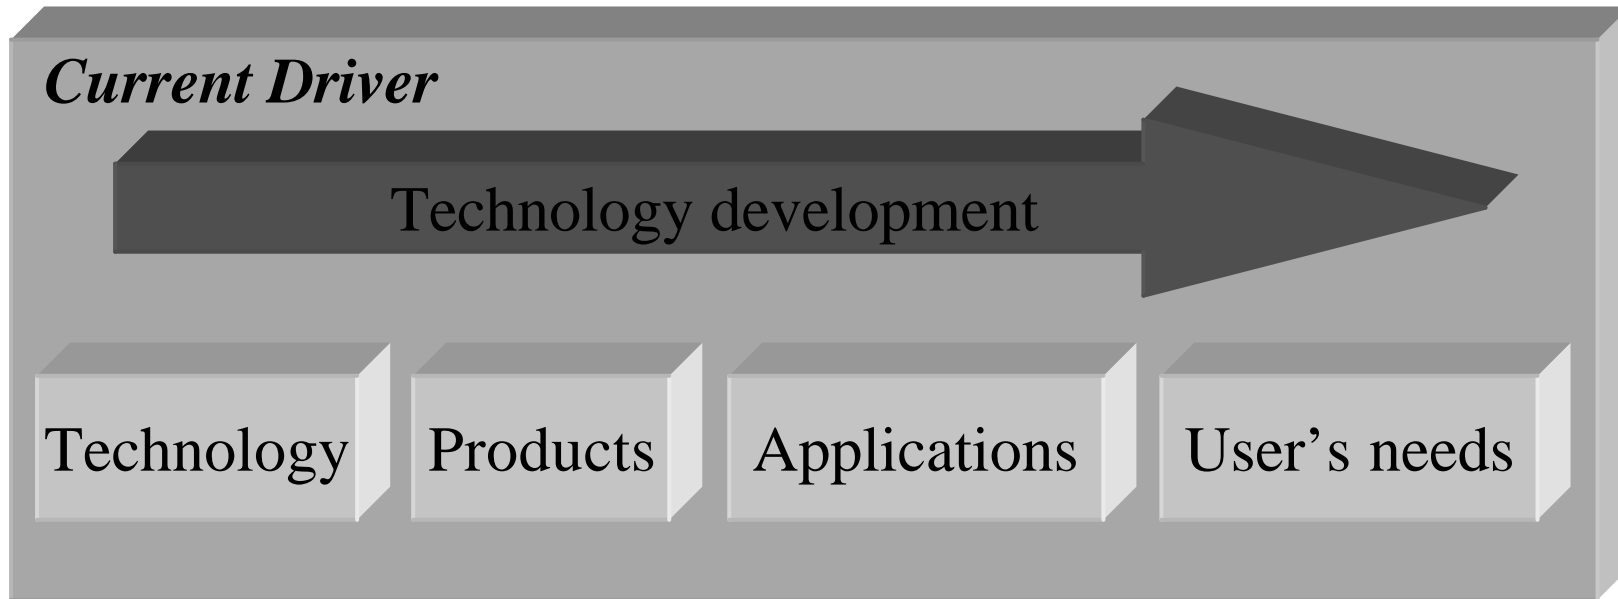 Current Driver
Technology development
Technology Products Applications User’s needs